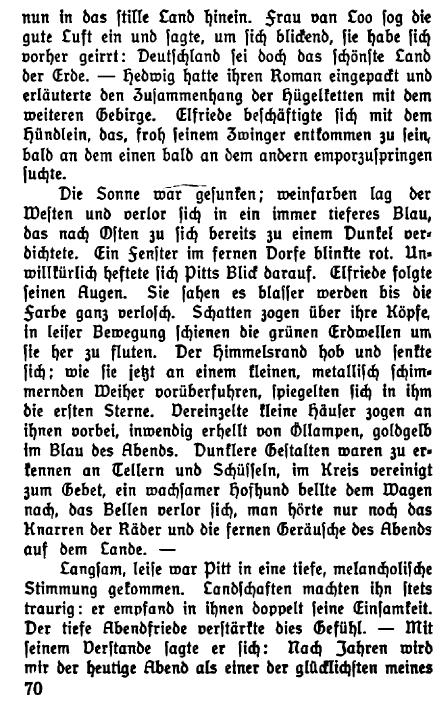 nun in das stille Land hinein. Frau van Loo sog die
gute Luft ein und sagte, um sich blickend, sie habe sich
vorher geirrt: Deutschland sei doch das schönste Land
der Erde. — Hedwig hatte ihren Roman eingepackt und
erläuterte den Zusammenhang der Hügelketten mit dem
weiteren Gebirge. Elfriede beschäftigte sich mit dem
Hündlein, das, froh seinem Zwinger entkommen zu sein,
bald an dem einen bald an dem andern emporzuspringen
suchte.
Die Sonne war gesunken; weinfarben lag der
Westen und verlor sich in ein immer tieferes Blau,
das nach Osten zu sich bereits zu einem Dunkel ver-
dichtete. Ein Fenster im fernen Dorfe blinkte rot. Un-
willkürlich heftete sich Pitts Blick darauf. Elfriede folgte
seinen Augen. Sie sahen es blasser werden bis die
Farbe ganz verlosch. Schatten zogen über ihre Köpfe,
in leiser Bewegung schienen die grünen Erdwellen um
sie her zu fluten. Der Himmelsrand hob und senkte
sich; wie sie jetzt an einem kleinen, metallisch schim-
mernden Weiher vorüberfuhren, spiegelten sich in ihm
die ersten Sterne. Vereinzelte kleine Häuser zogen an
ihnen vorbei, inwendig erhellt von Öllampen, goldgelb
im Blau des Abends. Dunklere Gestalten waren zu er-
kennen an Tellern und Schüsseln, im Kreis vereinigt
zum Gebet, ein wachsamer Hofhund bellte dem Wagen
nach, das Bellen verlor sich, man hörte nur noch das
Knarren der Räder und die fernen Geräusche des Abends
auf dem Lande. —
Langsam, leise war Pitt in eine tiefe, melancholische
Stimmung gekommen. Landschaften machten ihn stets
traurig: er empfand in ihnen doppelt seine Einsamkeit.
Der tiefe Abendfriede verstärkte dies Gefühl. — Mit
seinem Verstande sagte er sich: Nach Jahren wird
mir der heutige Abend als einer der glücklichsten meines
70